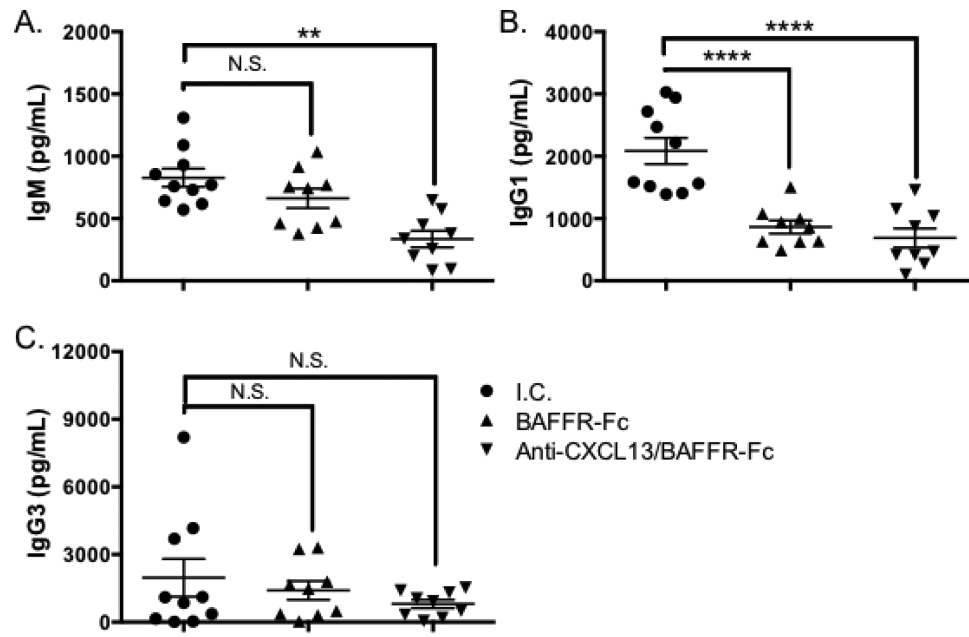 A.
2000
1500
1000
500
0
IgM (pg/mL)
**
N.S.
B.
4000
3000
2000
1000
0
IgG1 (pg/mL)
****
****
C.
12000
9000
6000
3000
0
IgG3 (pg/mL)
N.S.
N.S.
I.C.
BAFFR-Fc
Anti-CXCL13/BAFFR-Fc